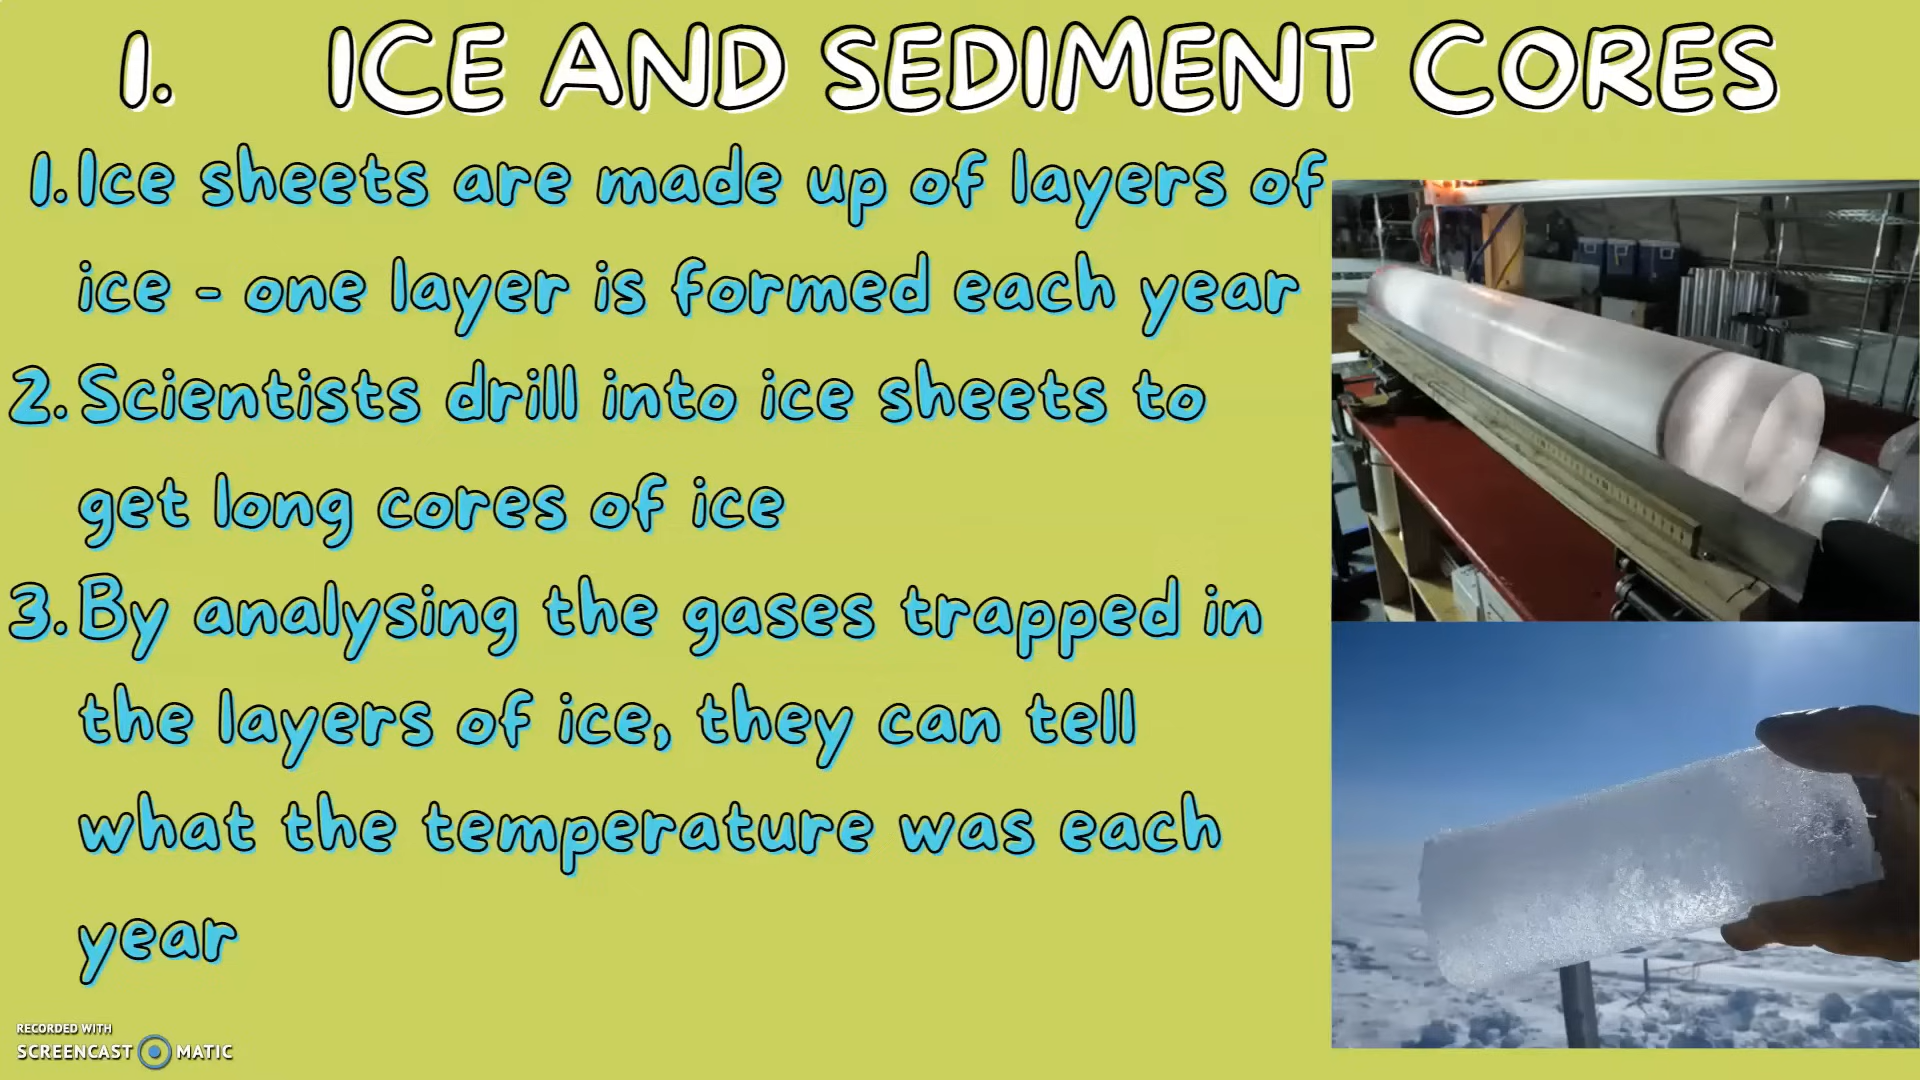 1. ICE AND SEDIMENT CORES
1. Ice sheets are made up of layers of
ice - one layer is formed each year
2. Scientists drill into ice sheets to
get long cores of ice
3. By analysing the gases trapped in
the layers of ice, they can tell
what the temperature was each
year
RECORDED WITH
SCREENCAST MATIC